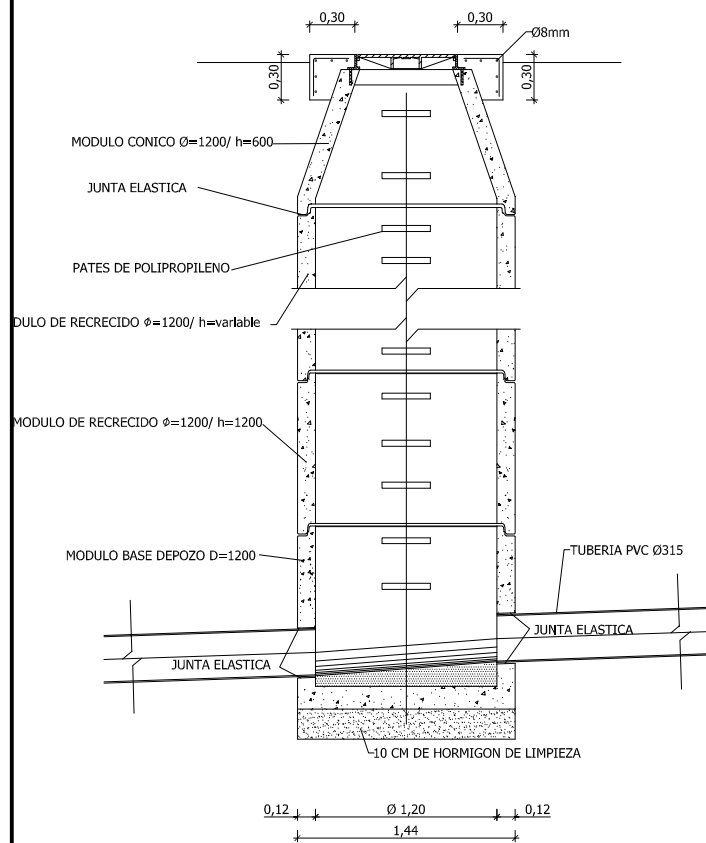 0,30
0,30
Ø8mm
0,30
0,30
MODULO CONICO Ø=1200/ h=600
JUNTA ELASTICA
PATES DE POLIPROPILENO
DULO DE RECRECIDO ϕ=1200/ h=variable
MODULO DE RECRECIDO ϕ=1200/ h=1200
MODULO BASE DEPOZO D=1200
TUBERIA PVC Ø315
JUNTA ELASTICA
JUNTA ELASTICA
10 CM DE HORMIGON DE LIMPIEZA
0,12
Ø 1,20
0,12
1,44